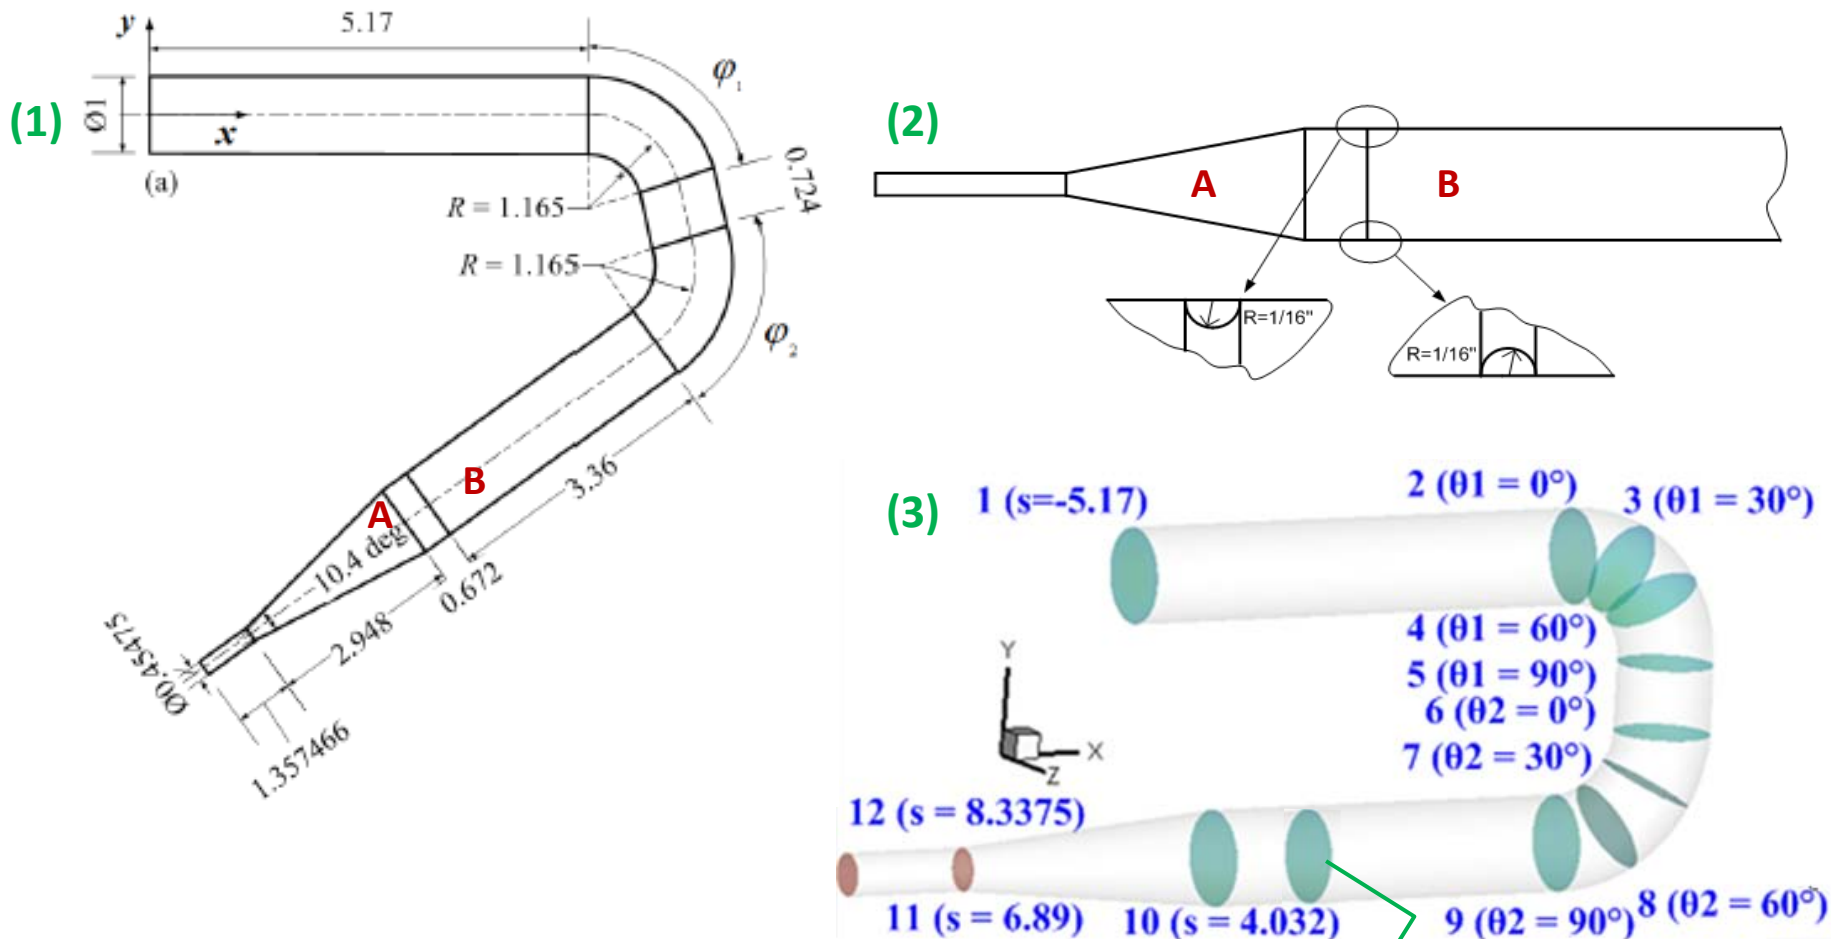 (1)
y
5.17
φ1
Ø1
x
(a)
0.724
R = 1.165
R = 1.165
φ2
B
A
3.36
10.4 deg
0.672
2.948
Ø0.45475
1.357466
(2)
A
B
R=1/16"
R=1/16"
(3)
1 (s=-5.17)
2 (θ1 = 0°)
3 (θ1 = 30°)
4 (θ1 = 60°)
5 (θ1 = 90°)
6 (θ2 = 0°)
7 (θ2 = 30°)
Y
X
Z
12 (s = 8.3375)
11 (s = 6.89)
10 (s = 4.032)
9 (θ2 = 90°)
8 (θ2 = 60°)